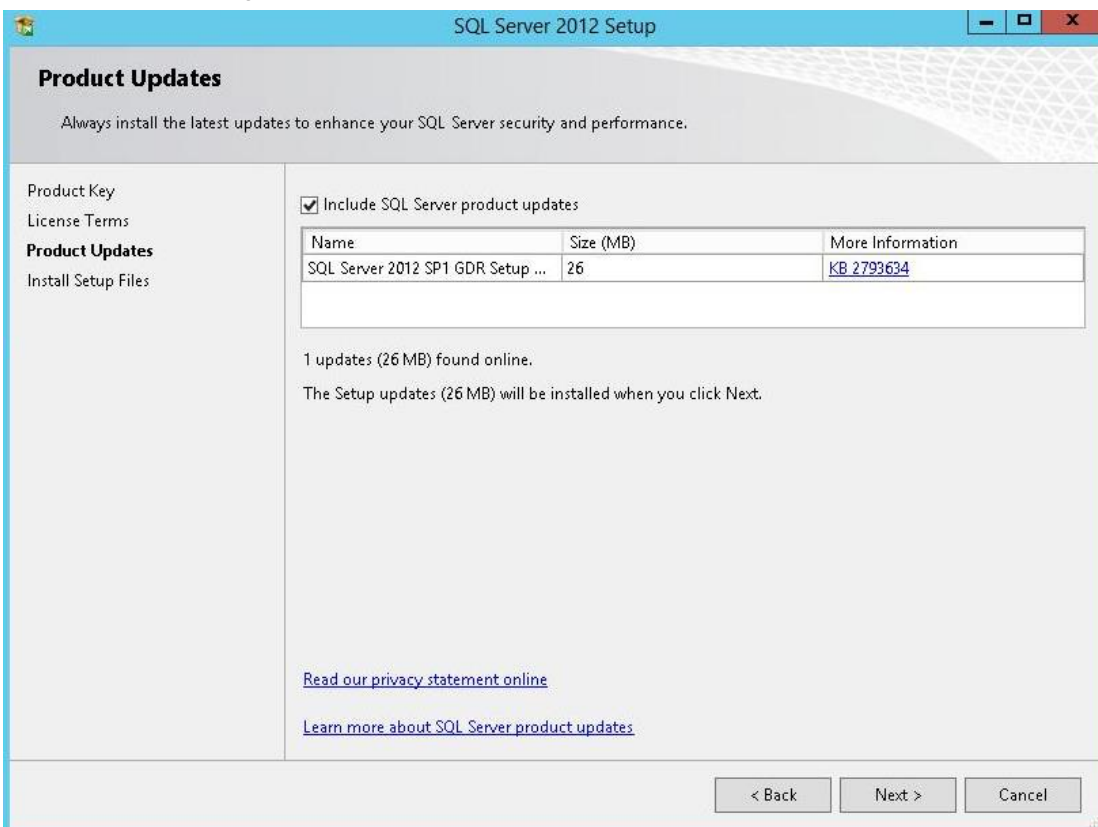 SQL Server 2012 Setup
Product Updates
Always install the latest updates to enhance your SQL Server security and performance.
Product Key
License Terms
Product Updates
Install Setup Files
Include SQL Server product updates
Name Size (MB) More Information
SQL Server 2012 SP1 GDR Setup ... 26 KB 2793634
1 updates (26 MB) found online.
The Setup updates (26 MB) will be installed when you click Next.
Read our privacy statement online
Learn more about SQL Server product updates
< Back Next > Cancel